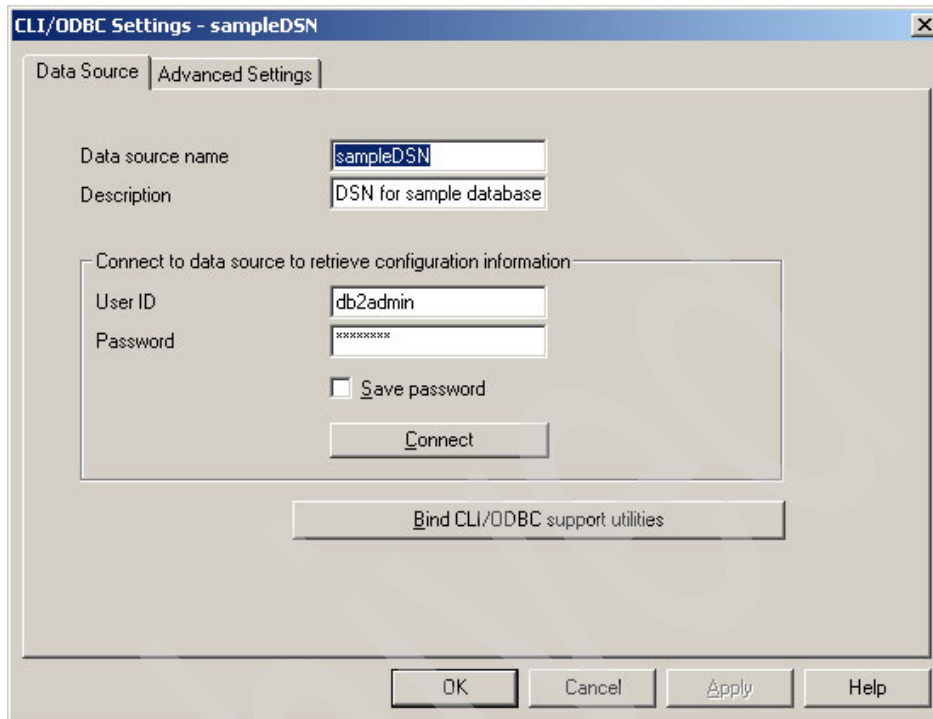 CLI/ODBC Settings - sampleDSN
Data Source Advanced Settings
Data source name sampleDSN
Description DSN for sample database
Connect to data source to retrieve configuration information
User ID db2admin
Password ********
Save password
Connect
Bind CLI/ODBC support utilities
OK Cancel Apply Help